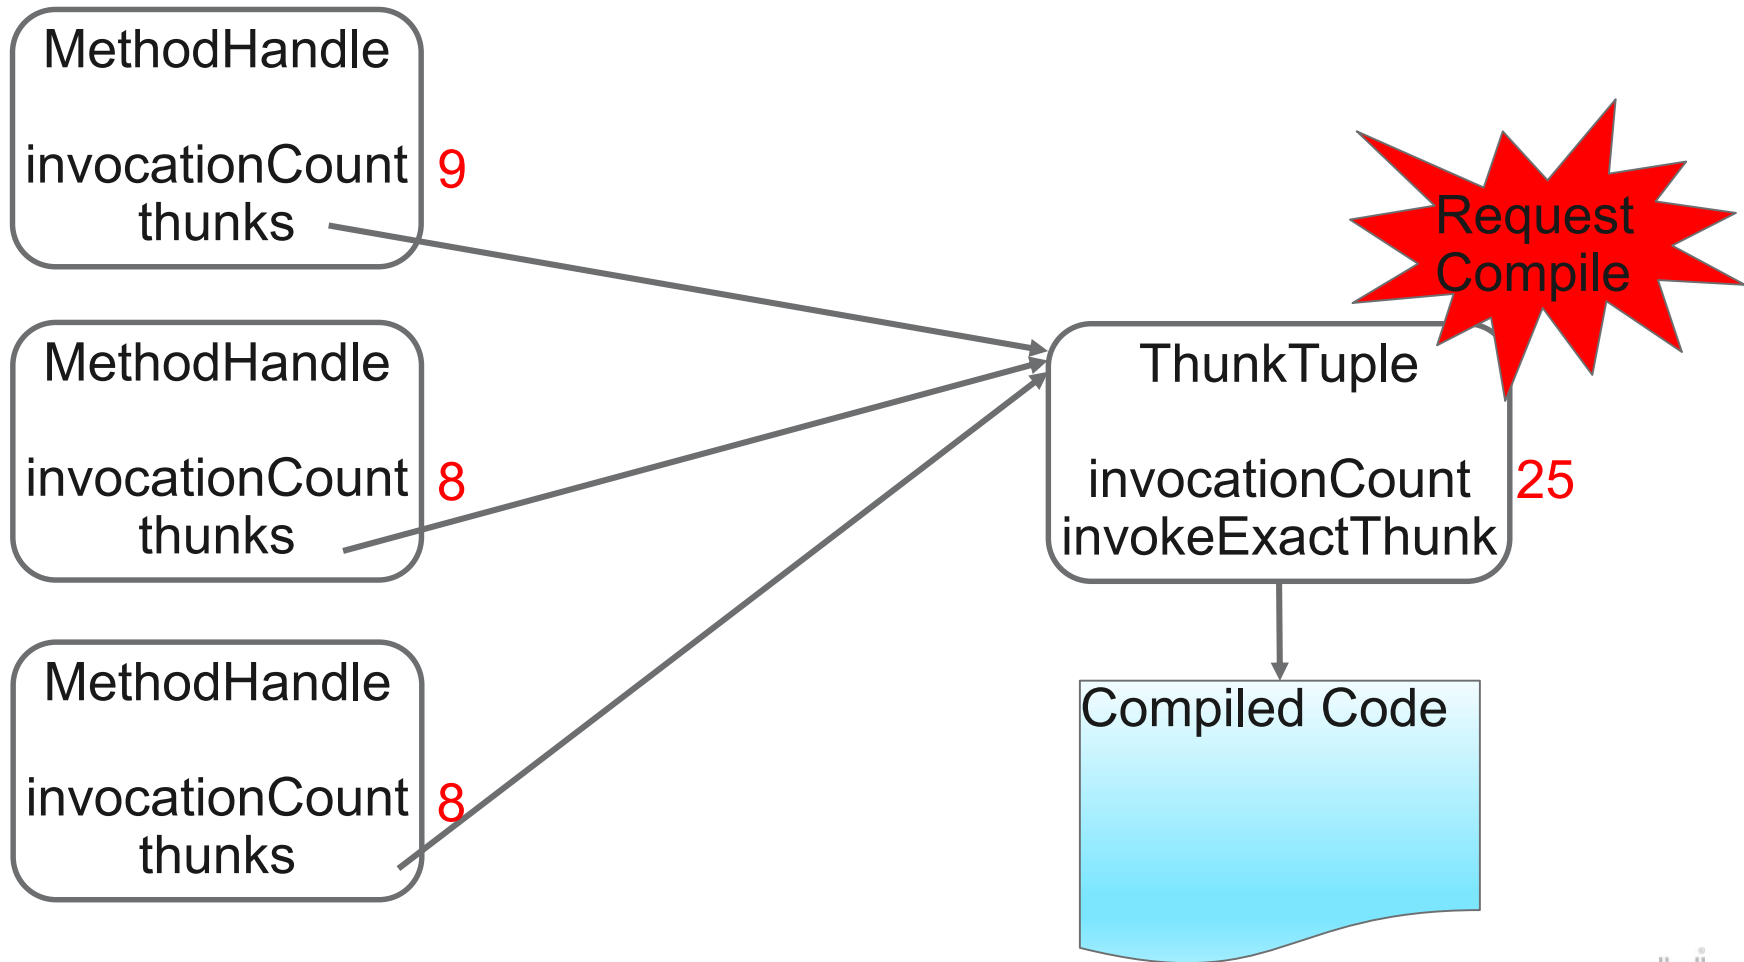 MethodHandle
invocationCount 9
thunks
MethodHandle
invocationCount 8
thunks
MethodHandle
invocationCount 8
thunks
Request
Compile
ThunkTuple
invocationCount 25
invokeExactThunk
Compiled Code